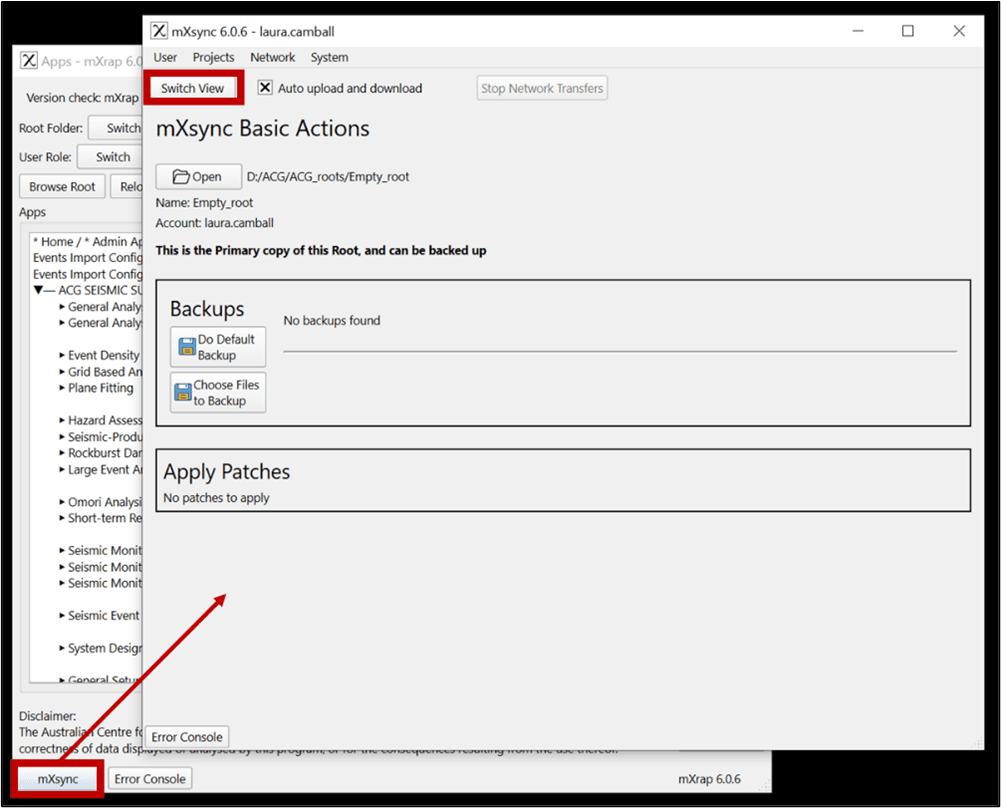 mXsync 6.0.6 - laura.camball
User Projects Network System
Switch View Auto upload and download Stop Network Transfers
mXsync Basic Actions
Open D:/ACG/ACG_roots/Empty_root
Name: Empty_root
Account: laura.camball
This is the Primary copy of this Root, and can be backed up
Backups
No backups found
Do Default
Backup
Choose Files
to Backup
Apply Patches
No patches to apply
Error Console
Apps - mXrap 6.0
Version check: mXrap
Root Folder: Switch
User Role: Switch
Browse Root Relo
Apps
* Home / * Admin Ap
Events Import Config
Events Import Config
ACG SEISMIC SU
General Analy
General Analy
Event Density
Grid Based An
Plane Fitting
Hazard Assess
Seismic-Produ
Rockburst Dar
Large Event A
Omori Analysi
Short-term Re
Seismic Monit
Seismic Monit
Seismic Monit
Seismic Event
System Design
General Setup
Disclaimer:
The Australian Centre fo
correctness of data displayed or analysed by this program, or for the consequences resulting from the use thereof.
mXsync Error Console mXrap 6.0.6